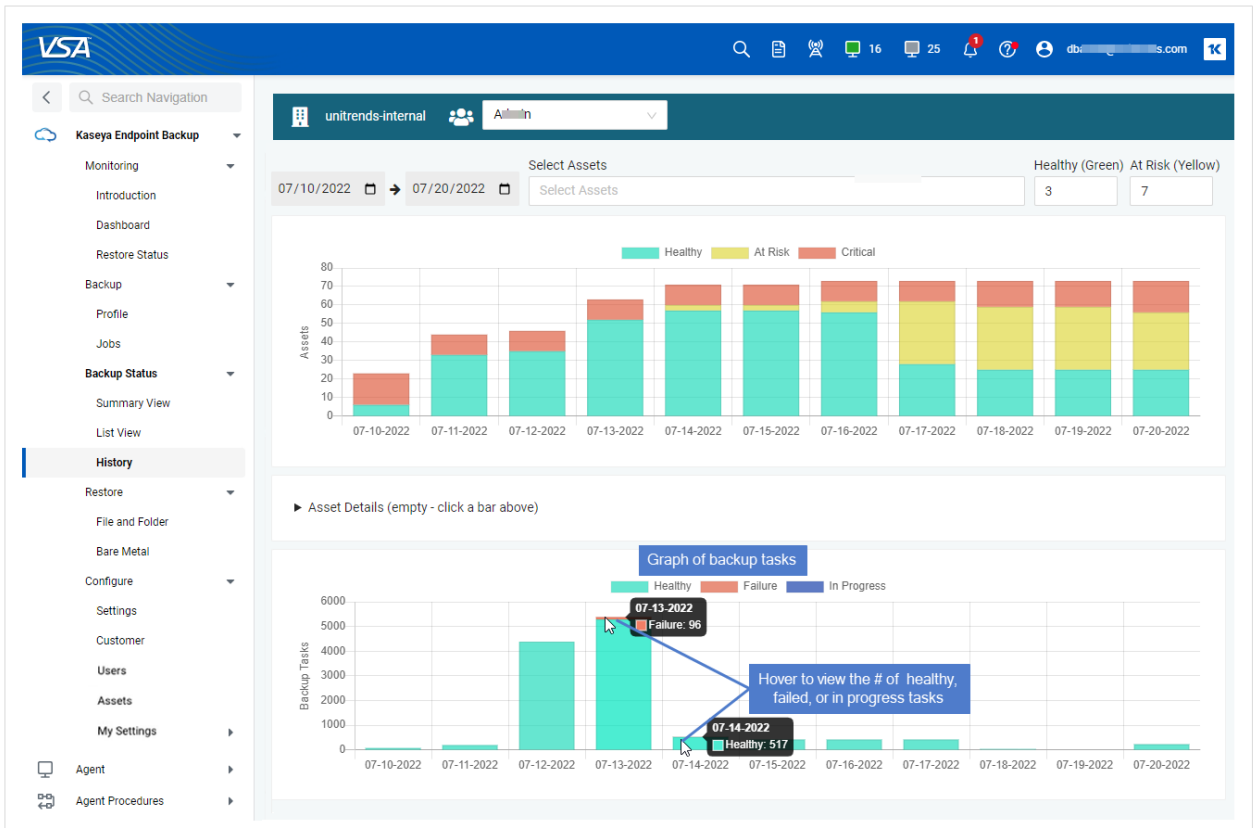 VSA
16
25
1
s.com
Search Navigation
unitrends-internal
Kaseya Endpoint Backup
Monitoring
Introduction
Dashboard
Restore Status
Backup
Profile
Jobs
Backup Status
Summary View
List View
History
Restore
File and Folder
Bare Metal
Configure
Settings
Customer
Users
Assets
My Settings
Agent
Agent Procedures
Select Assets
Healthy (Green) At Risk (Yellow)
07/10/2022 07/20/2022 Select Assets 3 7
Healthy At Risk Critical
80
70
60
50
40
30
20
10
0
Assets
07-10-2022 07-11-2022 07-12-2022 07-13-2022 07-14-2022 07-15-2022 07-16-2022 07-17-2022 07-18-2022 07-19-2022 07-20-2022
Asset Details (empty - click a bar above)
Graph of backup tasks
Healthy Failure In Progress
6000
5000
4000
3000
2000
1000
0
Backup Tasks
07-13-2022
Failure: 96
Hover to view the # of healthy,
failed, or in progress tasks
07-14-2022
Healthy: 517
07-10-2022 07-11-2022 07-12-2022 07-13-2022 07-14-2022 07-15-2022 07-16-2022 07-17-2022 07-18-2022 07-19-2022 07-20-2022